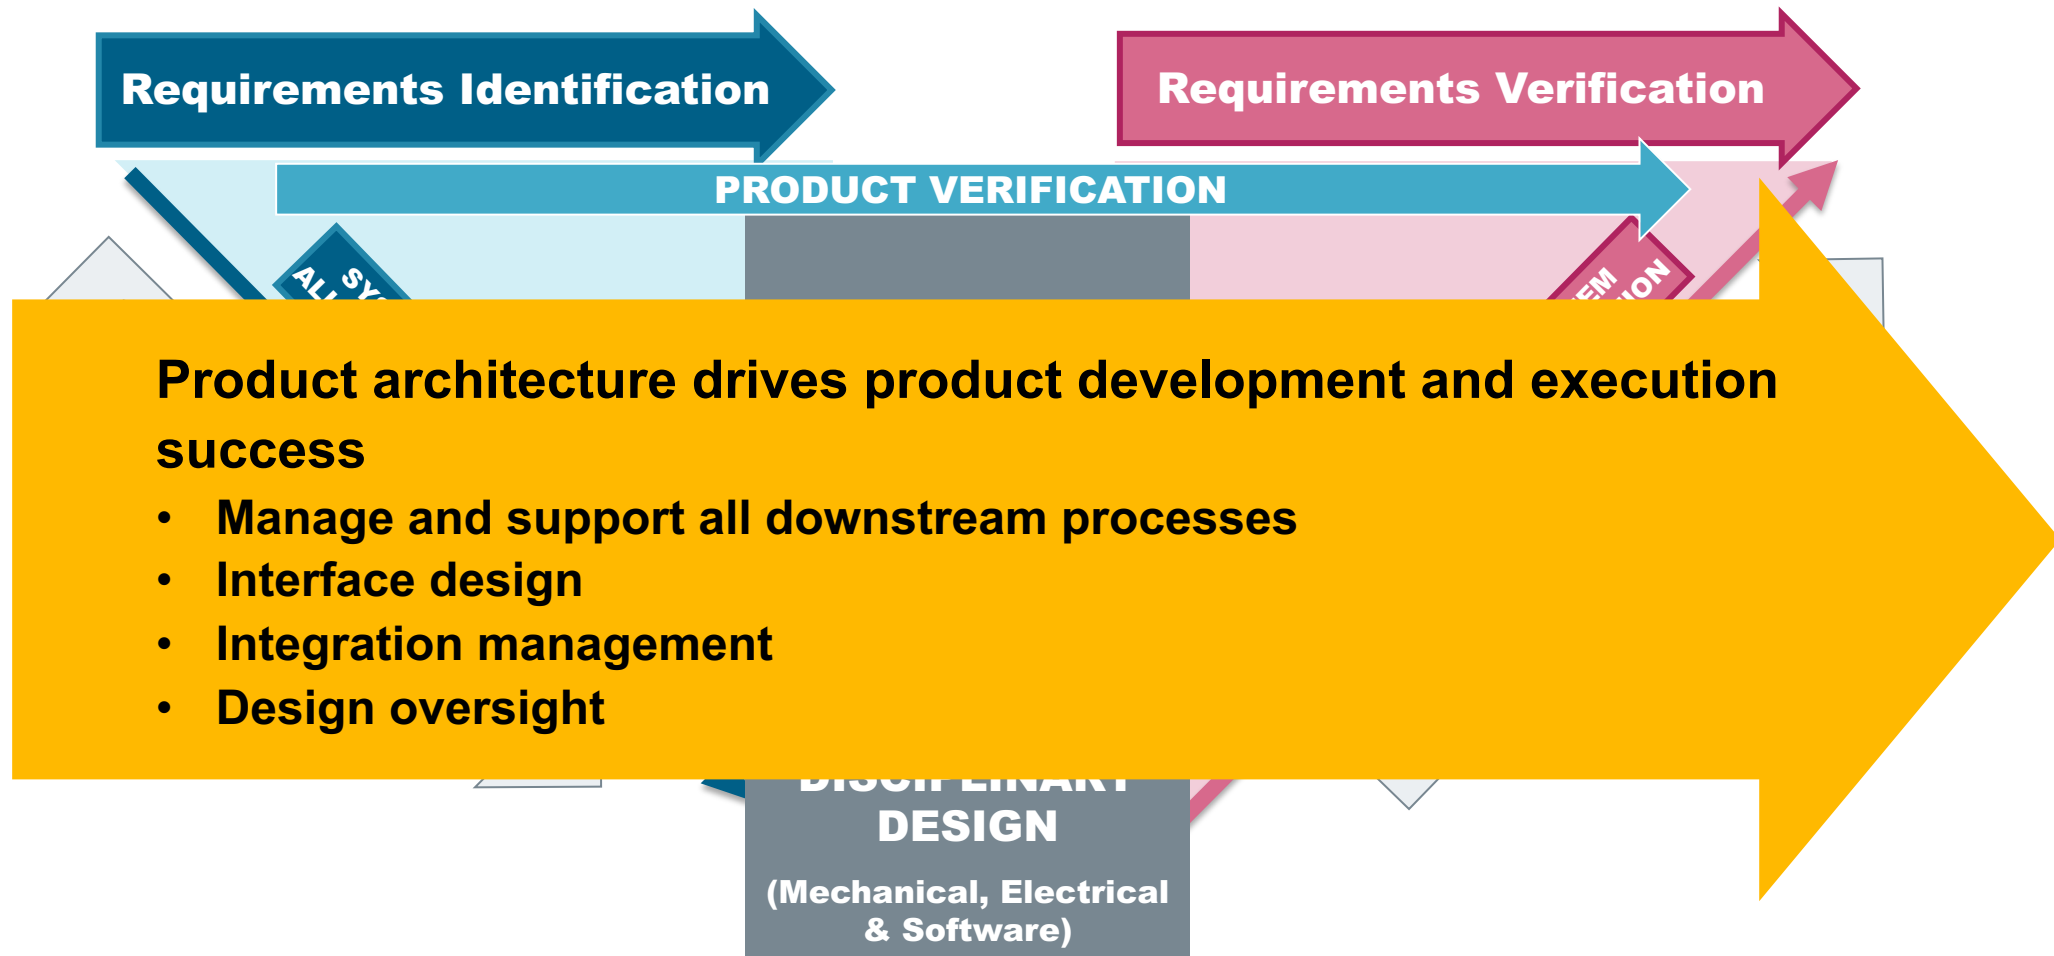 Requirements Identification
Requirements Verification
PRODUCT VERIFICATION
Product architecture drives product development and execution
success
• Manage and support all downstream processes
• Interface design
• Integration management
• Design oversight
DISCIPLINARY
DESIGN
(Mechanical, Electrical
& Software)